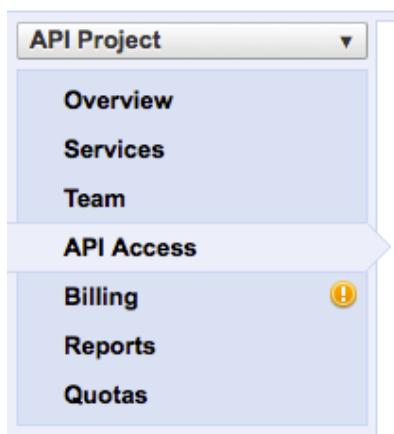 API Project
Overview
Services
Team
API Access
Billing
Reports
Quotas